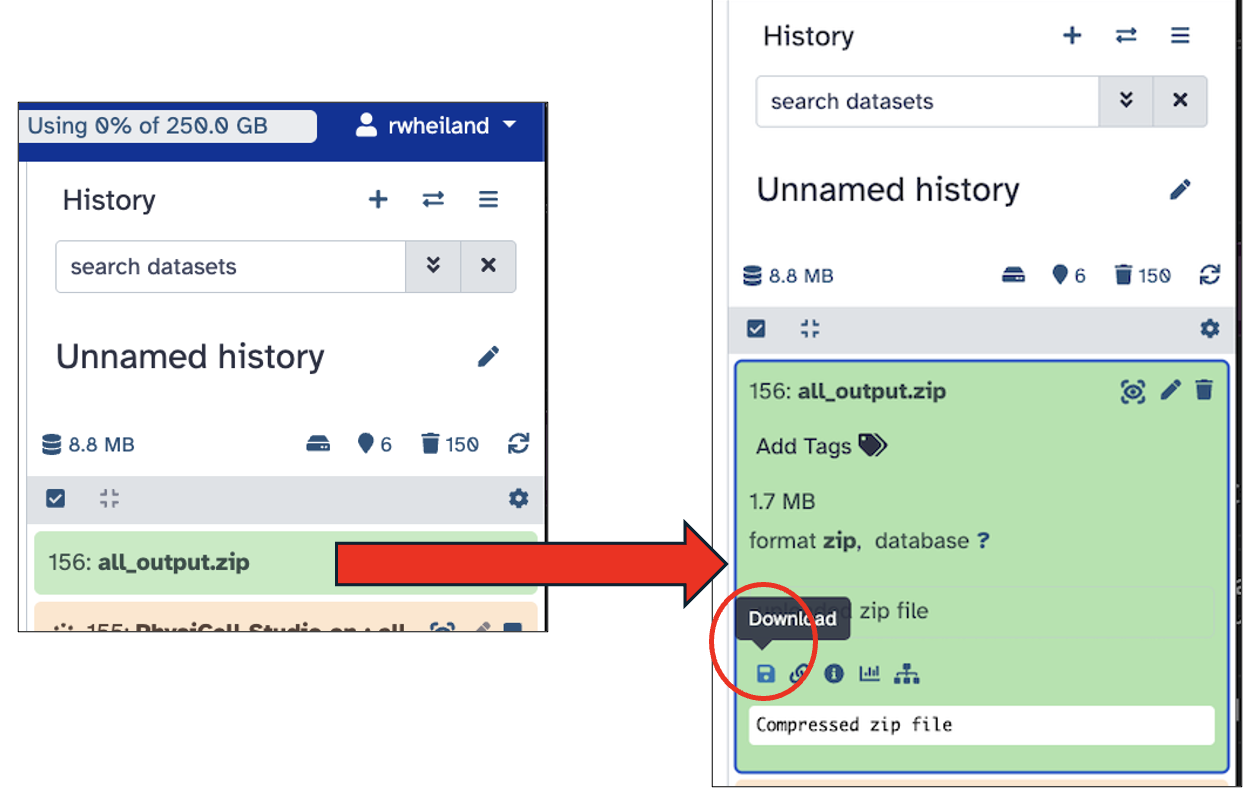 Using 0% of 250.0 GB
rwheiland
History
search datasets
Unnamed history
8.8 MB
6
150
156: all_output.zip
155: PhysiCell Studio on : all
History
search datasets
Unnamed history
8.8 MB
6
150
156: all_output.zip
Add Tags
1.7 MB
format zip, database ?
uploaded zip file
Download
Compressed zip file